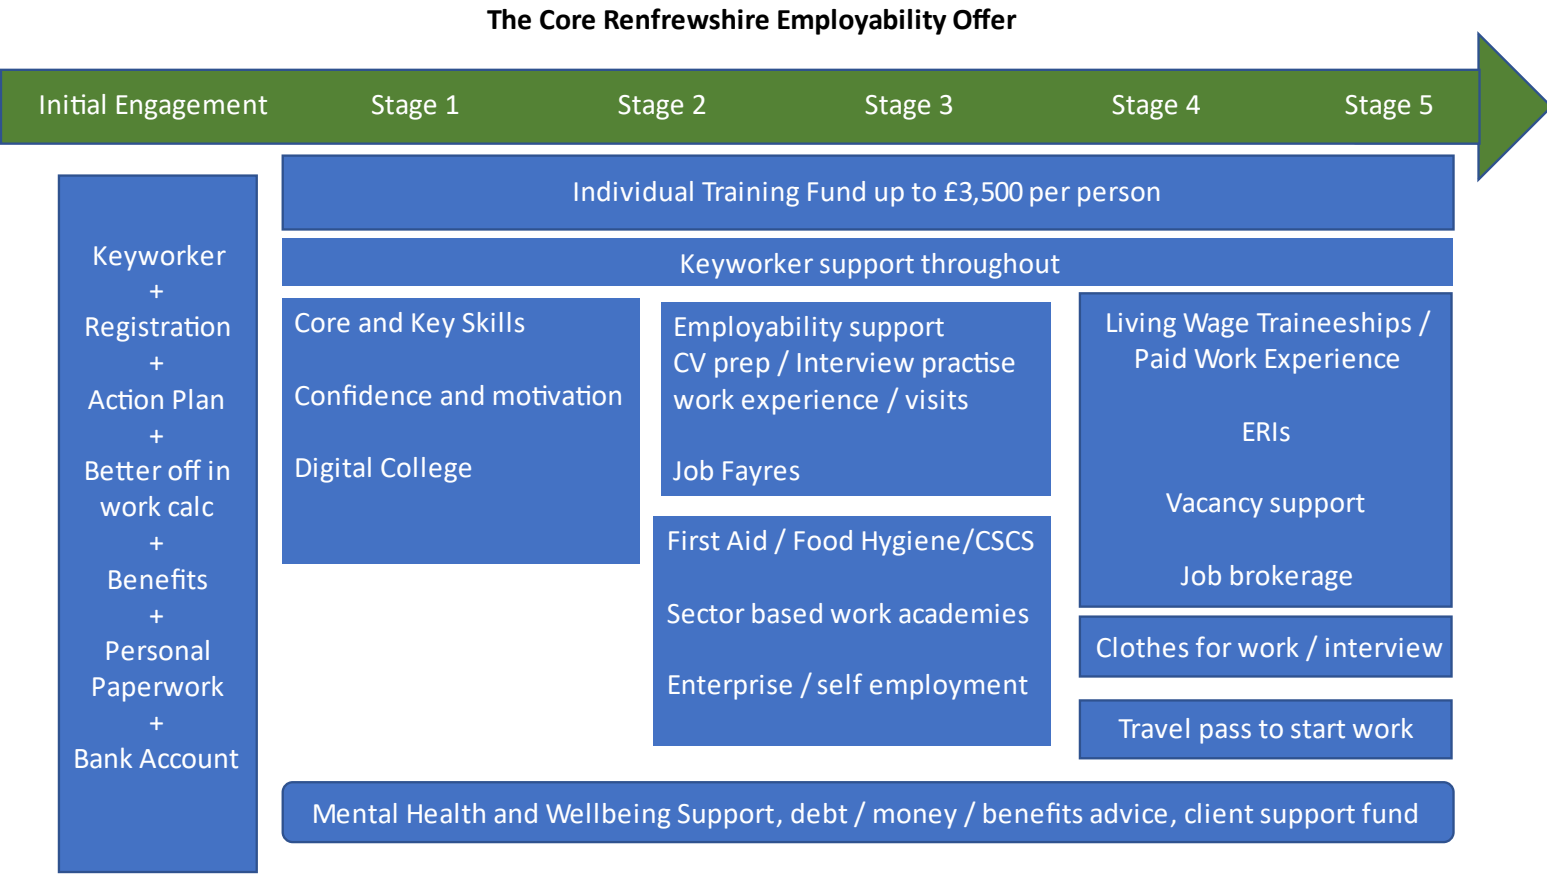 The Core Renfrewshire Employability Offer
Initial Engagement
Stage 1
Stage 2
Stage 3
Stage 4
Stage 5
Keyworker
+
Registration
+
Action Plan
+
Better off in
work calc
+
Benefits
+
Personal
Paperwork
+
Bank Account
Individual Training Fund up to £3,500 per person
Keyworker support throughout
Core and Key Skills
Confidence and motivation
Digital College
Employability support
CV prep / Interview practise
work experience / visits
Job Fayres
First Aid / Food Hygiene/CSCS
Sector based work academies
Enterprise / self employment
Living Wage Traineeships /
Paid Work Experience
ERIs
Vacancy support
Job brokerage
Clothes for work / interview
Travel pass to start work
Mental Health and Wellbeing Support, debt / money / benefits advice, client support fund